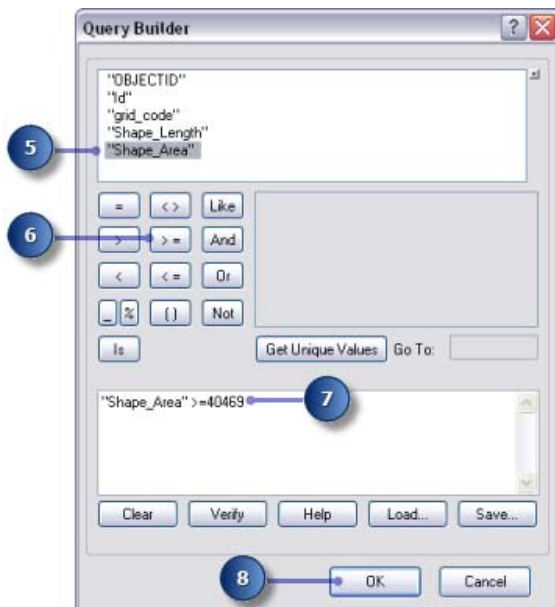 Query Builder
?
X
"OBJECTID"
"Id"
"grid_code"
"Shape_Length"
5
"Shape_Area"
= < > Like
6
> > = And
< < = Or
_ % ( ) Not
Is Get Unique Values Go To:
"Shape_Area" >=40469
7
Clear Verify Help Load... Save...
8
OK Cancel